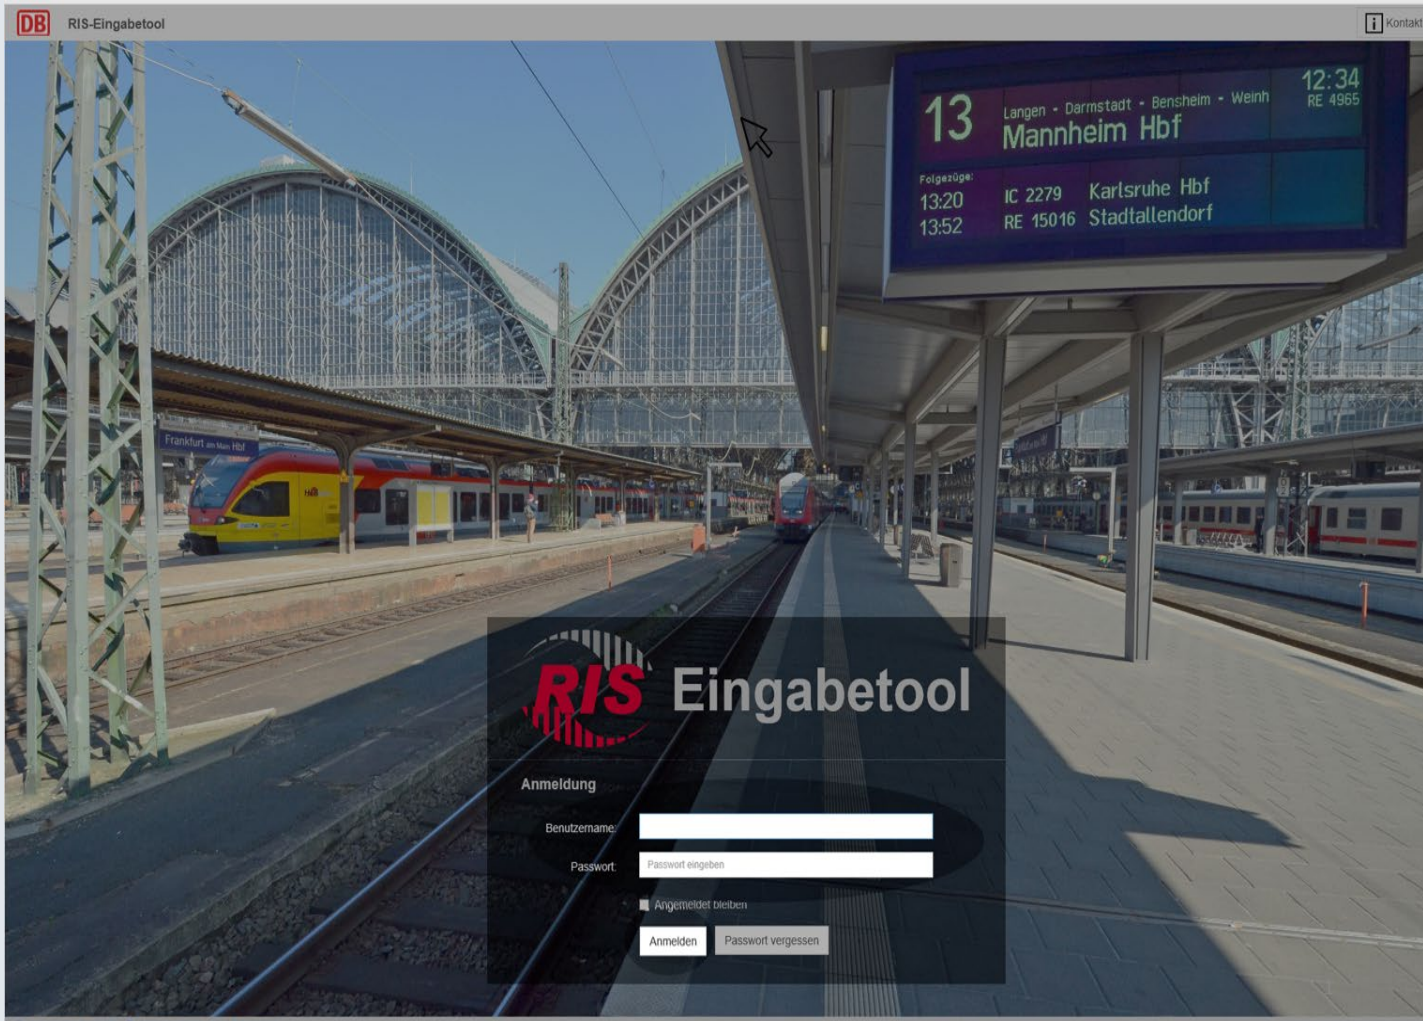 DB RIS-Eingabetool
Kontakt
13 Langen - Darmstadt - Bensheim - Weinh 12:34
Mannheim Hbf RE 4965
Folgezüge:
13:20 IC 2279 Karlsruhe Hbf
13:52 RE 15016 Stadtallendorf
Frankfurt am Main Hbf
RIS Eingabetool
Anmeldung
Benutzername:
Passwort: Passwort eingeben
Angemeldet bleiben
Anmelden Passwort vergessen